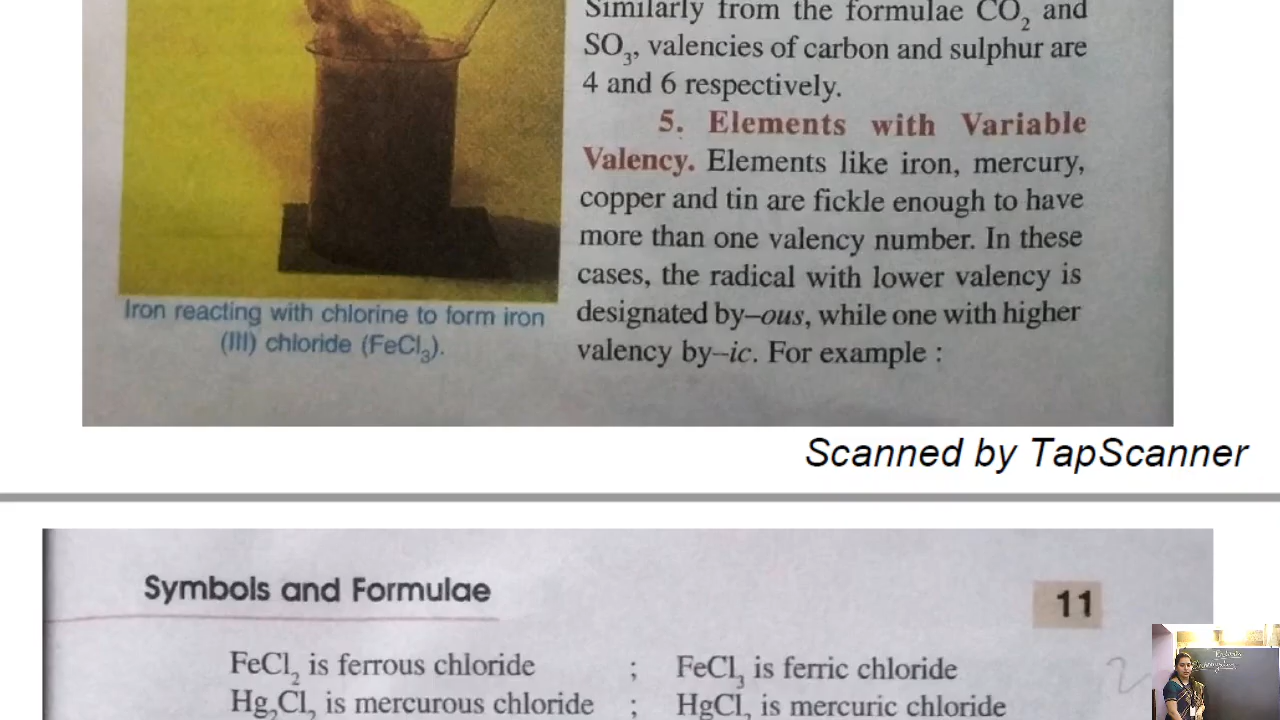 Similarly from the formulae CO₂ and
SO₃, valencies of carbon and sulphur are
4 and 6 respectively.
5. Elements with Variable
Valency. Elements like iron, mercury,
copper and tin are fickle enough to have
more than one valency number. In these
cases, the radical with lower valency is
designated by–ous, while one with higher
valency by–ic. For example :
Iron reacting with chlorine to form iron
(III) chloride (FeCl₃).
Scanned by TapScanner
Symbols and Formulae
11
FeCl₂ is ferrous chloride ; FeCl₃ is ferric chloride
Hg₂Cl₂ is mercurous chloride ; HgCl₂ is mercuric chloride